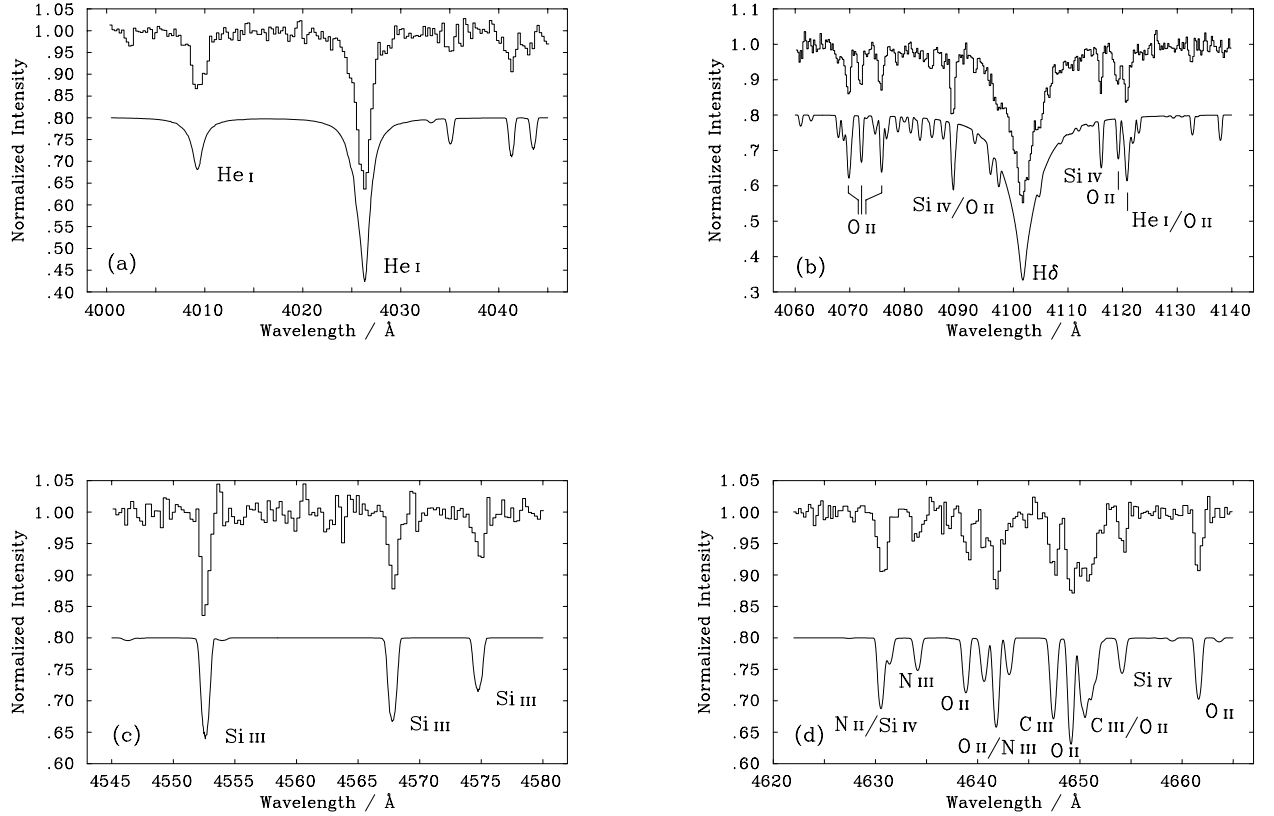 1.05
1.00
.95
.90
.85
.80
.75
.70
.65
.60
.55
.50
.45
.40
Normalized Intensity
He I
He I
(a)
4000 4010 4020 4030 4040
Wavelength / Å
1.1
1.0
.9
.8
.7
.6
.5
.4
.3
Normalized Intensity
O II
Si IV/O II
Si IV
O II
He I/O II
Hδ
(b)
4060 4070 4080 4090 4100 4110 4120 4130 4140
Wavelength / Å
1.05
1.00
.95
.90
.85
.80
.75
.70
.65
.60
Normalized Intensity
Si III
Si III
Si III
(c)
4545 4550 4555 4560 4565 4570 4575 4580
Wavelength / Å
1.05
1.00
.95
.90
.85
.80
.75
.70
.65
.60
Normalized Intensity
N III
Si IV
O II
O II
N II/Si IV
C III
C III/O II
O II/N III
O II
(d)
4620 4630 4640 4650 4660
Wavelength / Å